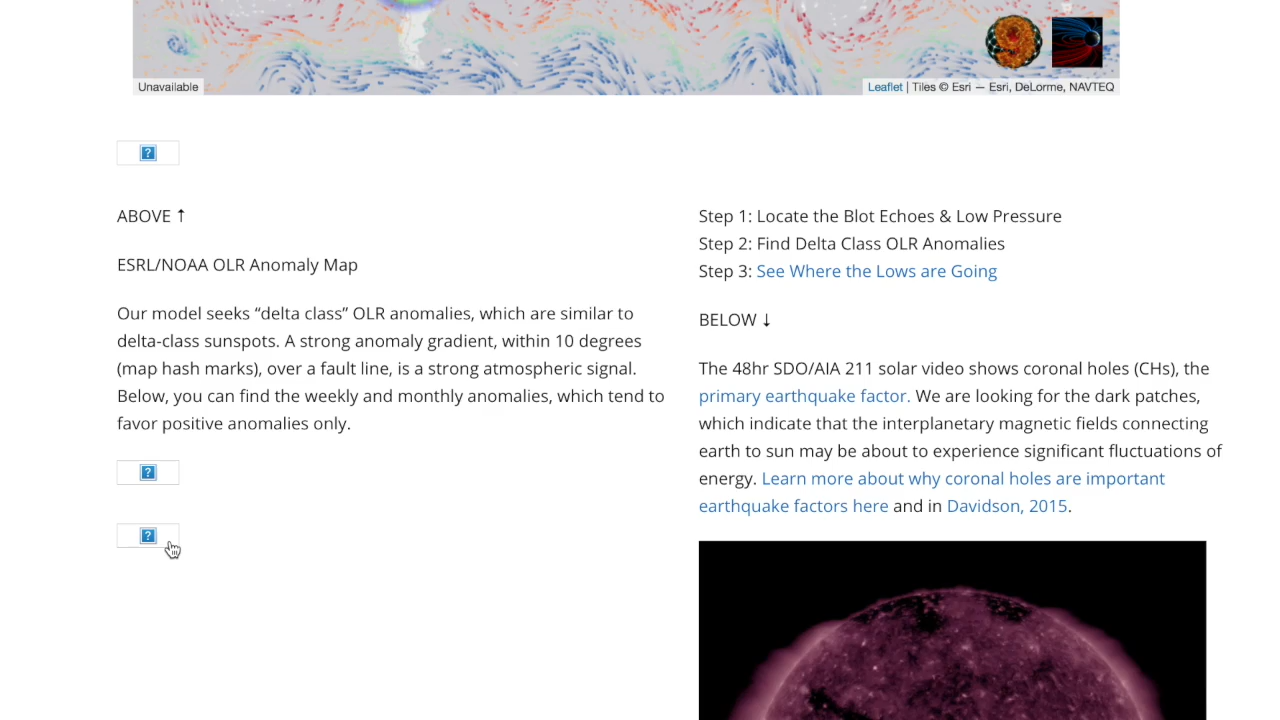 Unavailable
Leaflet | Tiles © Esri — Esri, DeLorme, NAVTEQ
?
ABOVE ↑
ESRL/NOAA OLR Anomaly Map
Our model seeks “delta class” OLR anomalies, which are similar to
delta-class sunspots. A strong anomaly gradient, within 10 degrees
(map hash marks), over a fault line, is a strong atmospheric signal.
Below, you can find the weekly and monthly anomalies, which tend to
favor positive anomalies only.
?
?
Step 1: Locate the Blot Echoes & Low Pressure
Step 2: Find Delta Class OLR Anomalies
Step 3: See Where the Lows are Going
BELOW ↓
The 48hr SDO/AIA 211 solar video shows coronal holes (CHs), the
primary earthquake factor. We are looking for the dark patches,
which indicate that the interplanetary magnetic fields connecting
earth to sun may be about to experience significant fluctuations of
energy. Learn more about why coronal holes are important
earthquake factors here and in Davidson, 2015.